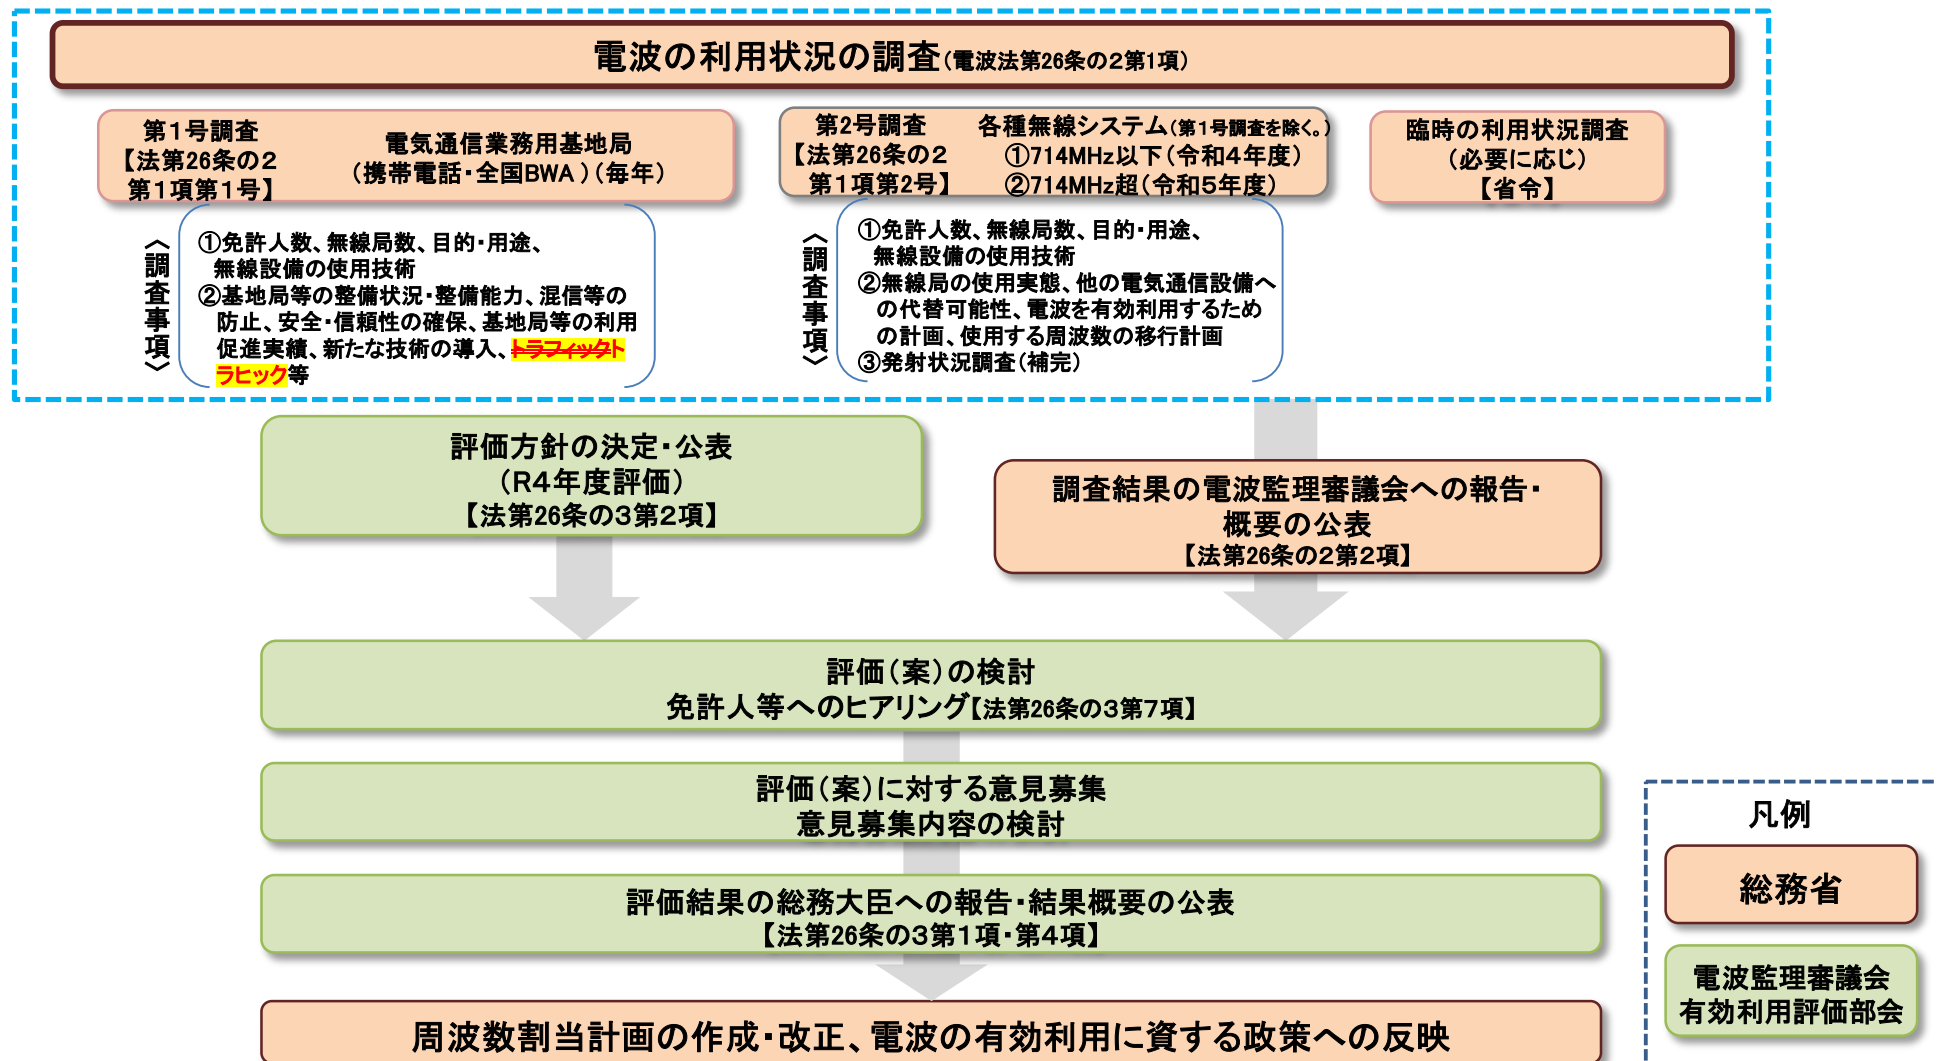 電波の利用状況の調査(電波法第26条の2第1項)
第1号調査
【法第26条の2
第1項第1号】
電気通信業務用基地局
(携帯電話・全国BWA)(毎年)
第2号調査
【法第26条の2
第1項第2号】
各種無線システム(第1号調査を除く。)
①714MHz以下(令和4年度)
②714MHz超(令和5年度)
臨時の利用状況調査
(必要に応じ)
【省令】
〈調査事項〉
①免許人数、無線局数、目的・用途、
無線設備の使用技術
②基地局等の整備状況・整備能力、混信等の
防止、安全・信頼性の確保、基地局等の利用
促進実績、新たな技術の導入、トラフィックト
ラヒック等
〈調査事項〉
①免許人数、無線局数、目的・用途、
無線設備の使用技術
②無線局の使用実態、他の電気通信設備へ
の代替可能性、電波を有効利用するため
の計画、使用する周波数の移行計画
③発射状況調査(補完)
評価方針の決定・公表
(R4年度評価)
【法第26条の3第2項】
調査結果の電波監理審議会への報告・
概要の公表
【法第26条の2第2項】
評価(案)の検討
免許人等へのヒアリング【法第26条の3第7項】
評価(案)に対する意見募集
意見募集内容の検討
評価結果の総務大臣への報告・結果概要の公表
【法第26条の3第1項・第4項】
周波数割当計画の作成・改正、電波の有効利用に資する政策への反映
凡例
総務省
電波監理審議会
有効利用評価部会